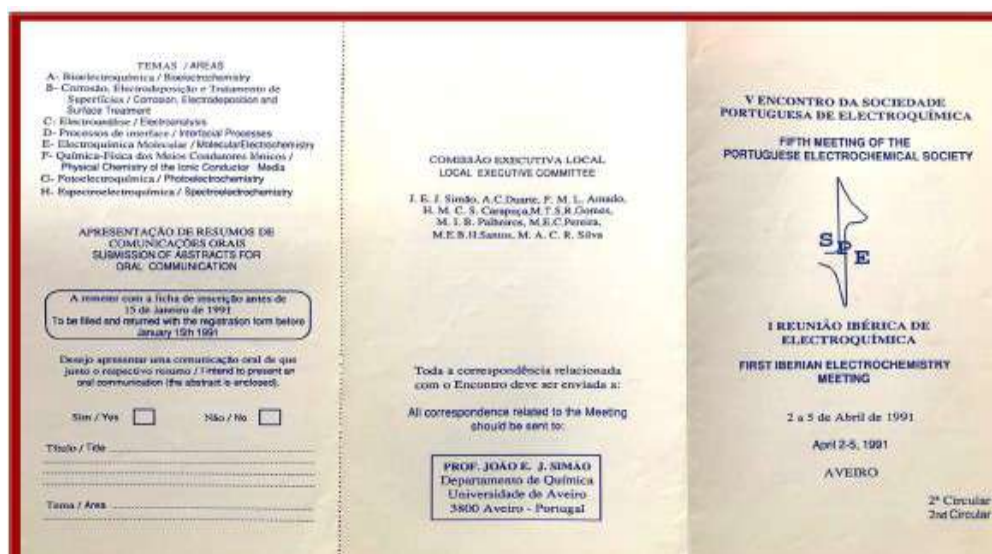 TEMAS / AREAS
A- Bioelectroquímica / Bioelectrochemistry
B- Corrosão, Electrodeposição e Tratamento de
Superfícies / Corrosion, Electrodeposition and
Surface Treatment
C- Electroanálise / Electroanalysis
D- Processos de interface / Interfacial Processes
E- Electroquímica Molecular / Molecular Electrochemistry
F- Química-Física dos Meios Condutores Iónicos /
Physical Chemistry of the Ionic Conductor Media
G- Fotoelectroquímica / Photoelectrochemistry
H- Espectroelectroquímica / Spectroelectrochemistry
APRESENTAÇÃO DE RESUMOS DE
COMUNICAÇÕES ORAIS
SUBMISSION OF ABSTRACTS FOR
ORAL COMMUNICATION
A remeter com a ficha de inscrição antes de
15 de Janeiro de 1991
To be filled and returned with the registration form before
January 15th 1991
Desejo apresentar uma comunicação oral de que
junto o respectivo resumo / I intend to present an
oral communication (the abstract is enclosed).
Sim / Yes
Não / No
Título / Title
Tema / Area
COMISSÃO EXECUTIVA LOCAL
LOCAL EXECUTIVE COMMITTEE
J. E. J. Simão, A.C.Duarte, F. M. L. Amado,
H. M. C. S. Carapuça,M.T.S.R.Gomes,
M. I. B. Palheiros, M.E.C.Pereira,
M.E.B.H.Santos, M. A. C. R. Silva
Toda a correspondência relacionada
com o Encontro deve ser enviada a:
All correspondence related to the Meeting
should be sent to:
PROF. JOÃO E. J. SIMÃO
Departamento de Química
Universidade de Aveiro
3800 Aveiro - Portugal
V ENCONTRO DA SOCIEDADE
PORTUGUESA DE ELECTROQUÍMICA
FIFTH MEETING OF THE
PORTUGUESE ELECTROCHEMICAL SOCIETY
SPE
I REUNIÃO IBÉRICA DE
ELECTROQUÍMICA
FIRST IBERIAN ELECTROCHEMISTRY
MEETING
2 a 5 de Abril de 1991
April 2-5, 1991
AVEIRO
2ª Circular
2nd Circular